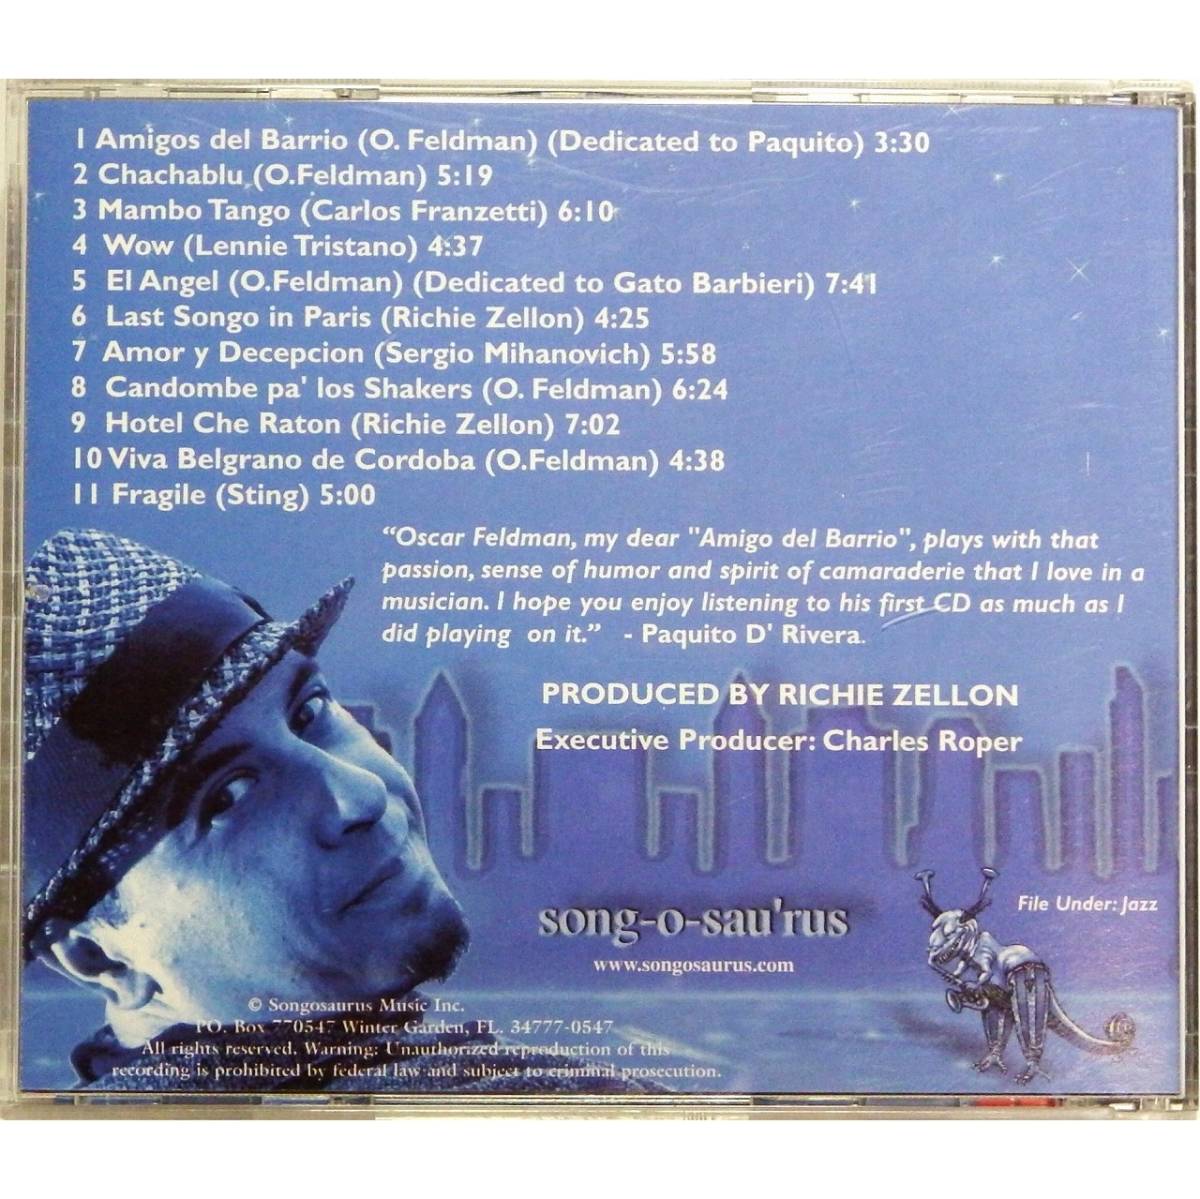 1 Amigos del Barrio (O. Feldman) (Dedicated to Paquito) 3:30
2 Chachablu (O.Feldman) 5:19
3 Mambo Tango (Carlos Franzetti) 6:10
4 Wow (Lennie Tristano) 4:37
5 El Angel (O.Feldman) (Dedicated to Gato Barbieri) 7:41
6 Last Songo in Paris (Richie Zellon) 4:25
7 Amor y Decepcion (Sergio Mihanovich) 5:58
8 Candombe pa' los Shakers (O. Feldman) 6:24
9 Hotel Che Raton (Richie Zellon) 7:02
10 Viva Belgrano de Cordoba (O.Feldman) 4:38
11 Fragile (Sting) 5:00
“Oscar Feldman, my dear "Amigo del Barrio", plays with that
passion, sense of humor and spirit of camaraderie that I love in a
musician. I hope you enjoy listening to his first CD as much as I
did playing on it.” - Paquito D' Rivera.
PRODUCED BY RICHIE ZELLON
Executive Producer: Charles Roper
File Under: Jazz
song-o-sau'rus
www.songosaurus.com
© Songosaurus Music Inc.
PO. Box 770547 Winter Garden, FL. 34777-0547
All rights reserved. Warning: Unauthorized reproduction of this
recording is prohibited by federal law and subject to criminal prosecution.